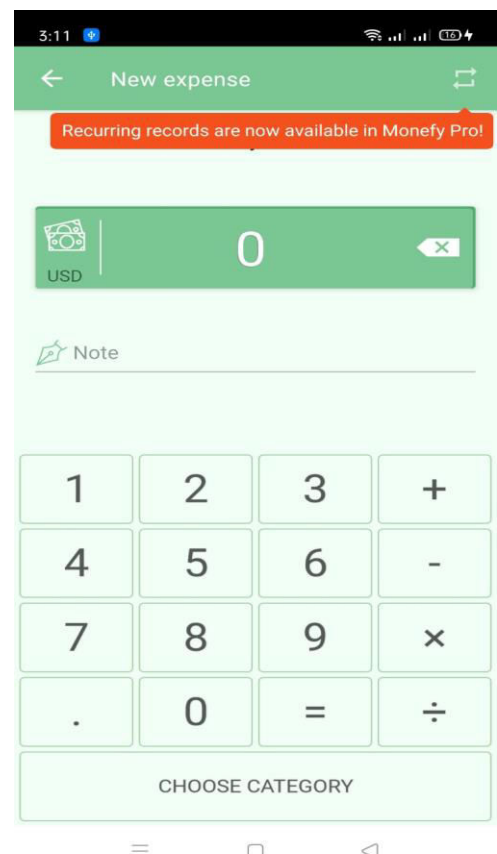 3:11 16
New expense
Recurring records are now available in Monefy Pro!
0
USD
Note
1 2 3 +
4 5 6 -
7 8 9 ×
. 0 = ÷
CHOOSE CATEGORY